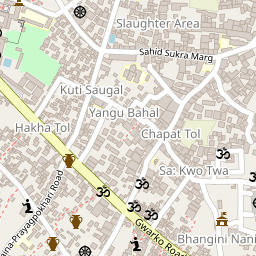 Slaughter Area
Sahid Sukra Marg
Kuti Saugal
Yangu Bahal
Hakha Tol
Chapat Tol
Sa: Kwo Twa
-Prayagpokhari Road
Gwarko Road
Bhangini Nani